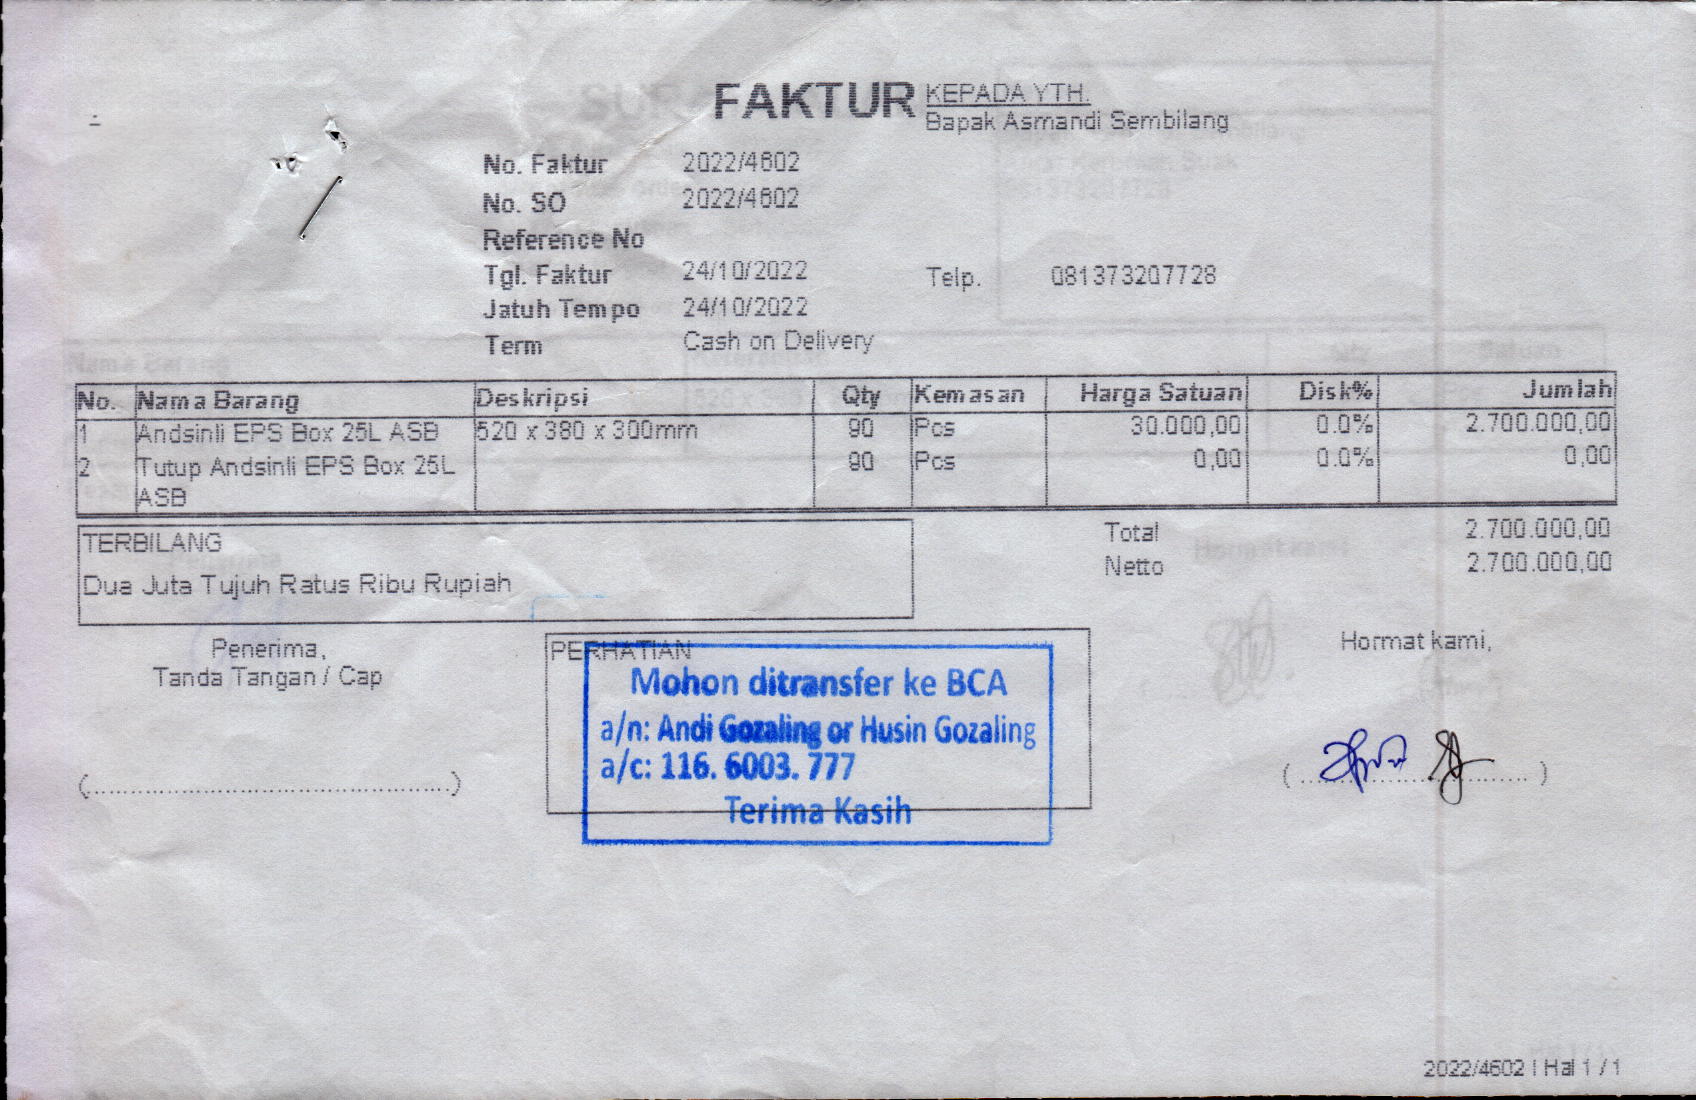 FAKTUR
KEPADA YTH.
Bapak Asmandi Sembilang
No. Faktur 2022/4602
No. SO 2022/4602
Reference No
Tgl. Faktur 24/10/2022 Telp. 081373207728
Jatuh Tempo 24/10/2022
Term Cash on Delivery
No. Nama Barang Deskripsi Qty Kemasan Harga Satuan Disk% Jumlah
1 Andsinli EPS Box 25L ASB 520 x 380 x 300mm 90 Pcs 30.000,00 0.0% 2.700.000,00
2 Tutup Andsinli EPS Box 25L 90 Pcs 0,00 0.0% 0,00
ASB
TERBILANG Total 2.700.000,00
Dua Juta Tujuh Ratus Ribu Rupiah Netto 2.700.000,00
Penerima, PERHATIAN Hormat kami,
Tanda Tangan / Cap
Mohon ditransfer ke BCA
a/n: Andi Gozaling or Husin Gozaling
a/c: 116. 6003. 777
Terima Kasih
2022/4602 | Hal 1 / 1